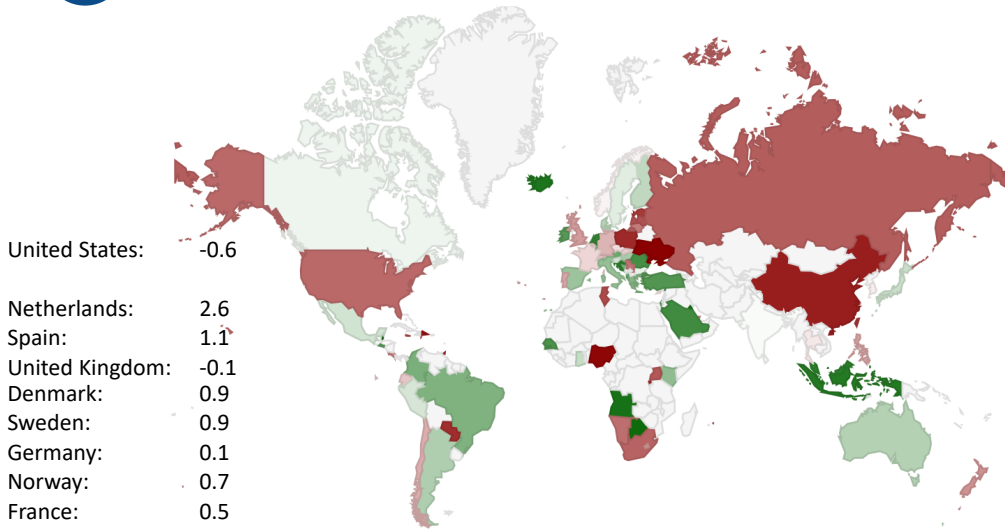 United States: -0.6
Netherlands: 2.6
Spain: 1.1
United Kingdom: -0.1
Denmark: 0.9
Sweden: 0.9
Germany: 0.1
Norway: 0.7
France: 0.5